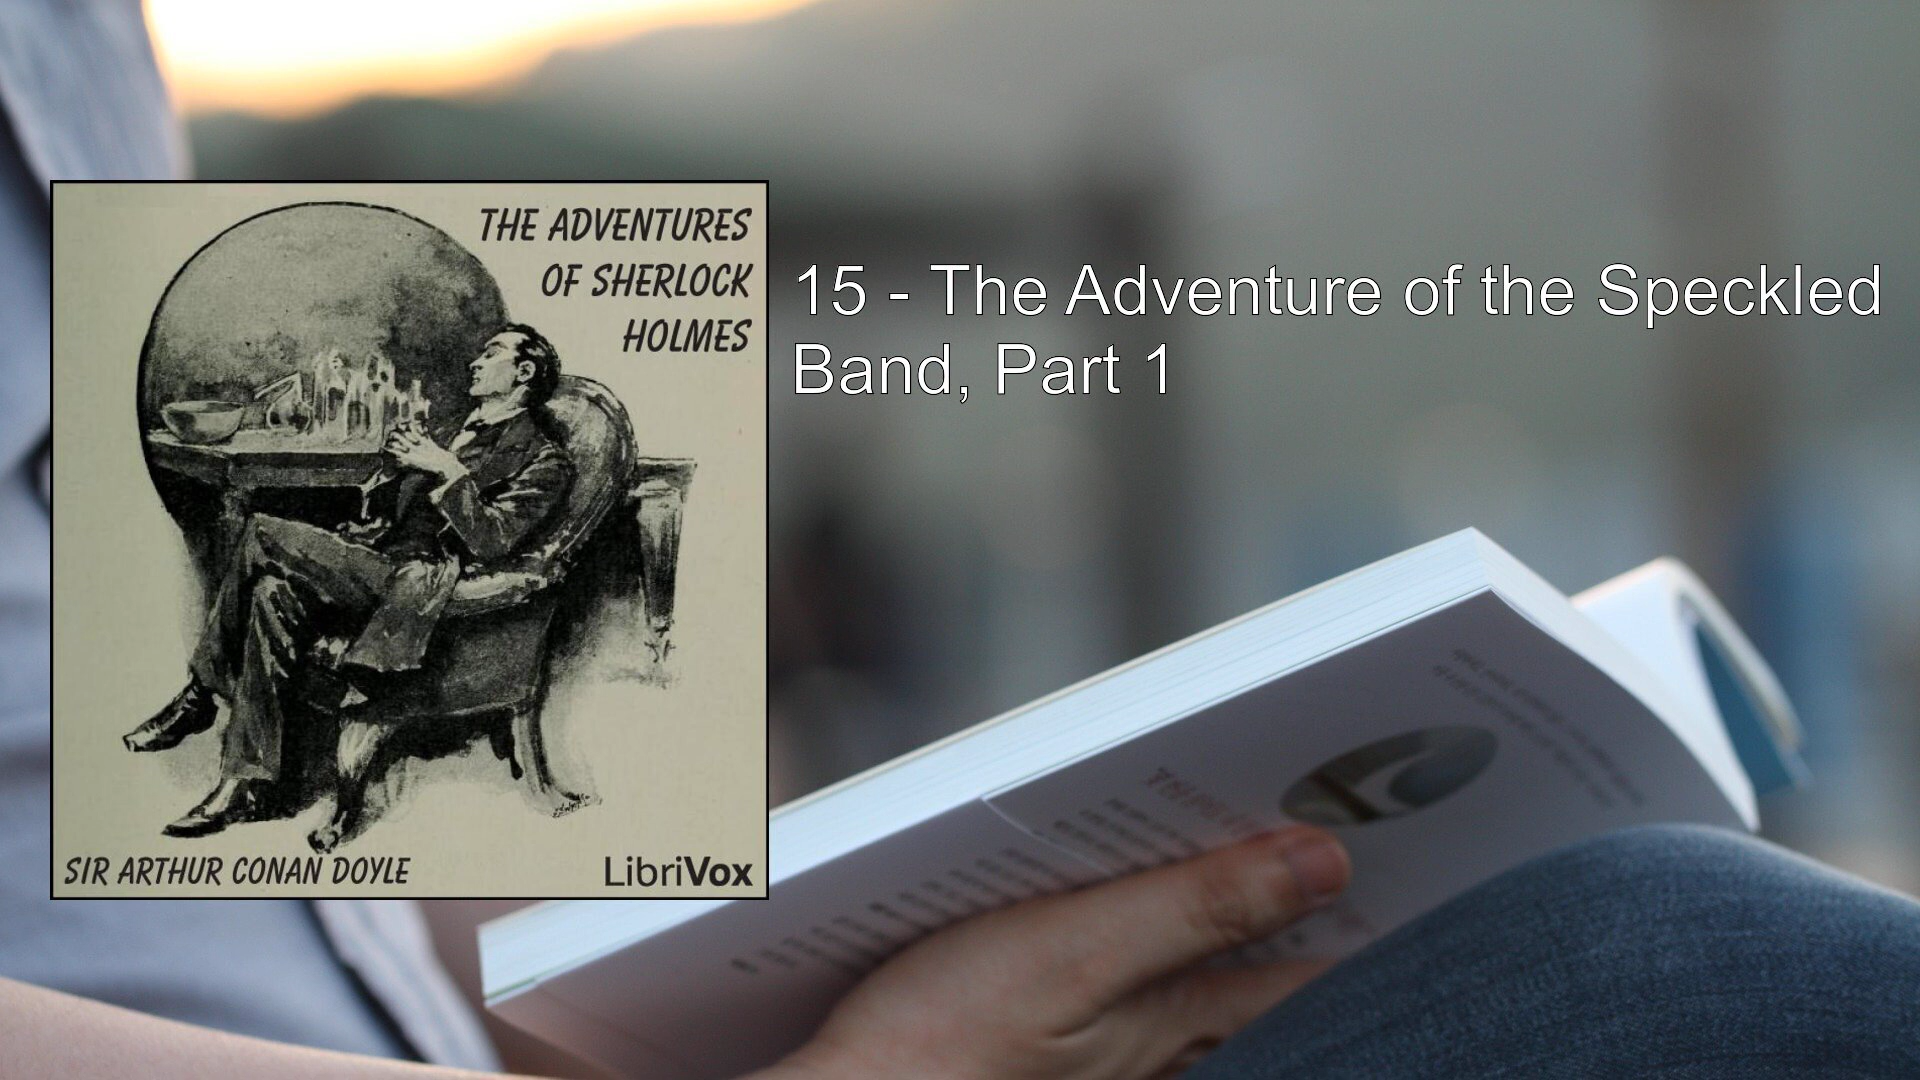 THE ADVENTURES
OF SHERLOCK
HOLMES
SIR ARTHUR CONAN DOYLE
LibriVox
15 - The Adventure of the Speckled
Band, Part 1